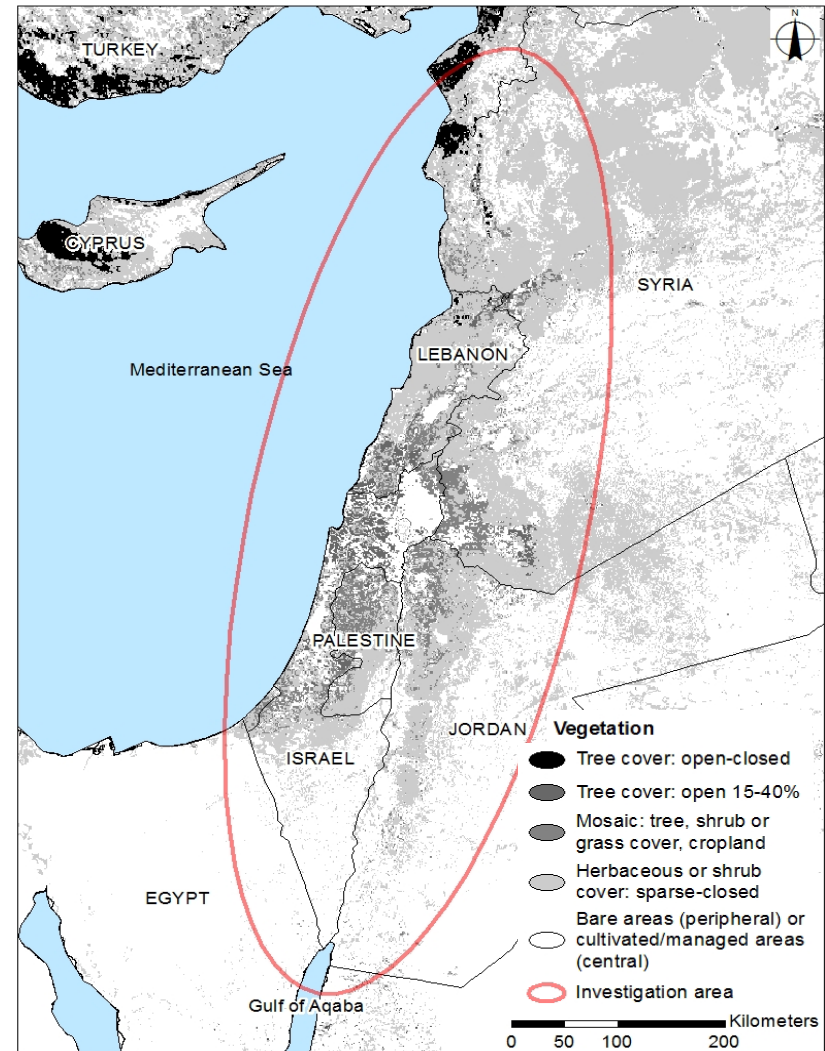 N
TURKEY
CYPRUS
SYRIA
LEBANON
Mediterranean Sea
PALESTINE
JORDAN
ISRAEL
EGYPT
Gulf of Aqaba
Vegetation
Tree cover: open-closed
Tree cover: open 15-40%
Mosaic: tree, shrub or
grass cover, cropland
Herbaceous or shrub
cover: sparse-closed
Bare areas (peripheral) or
cultivated/managed areas
(central)
Investigation area
Kilometers
0 50 100 200